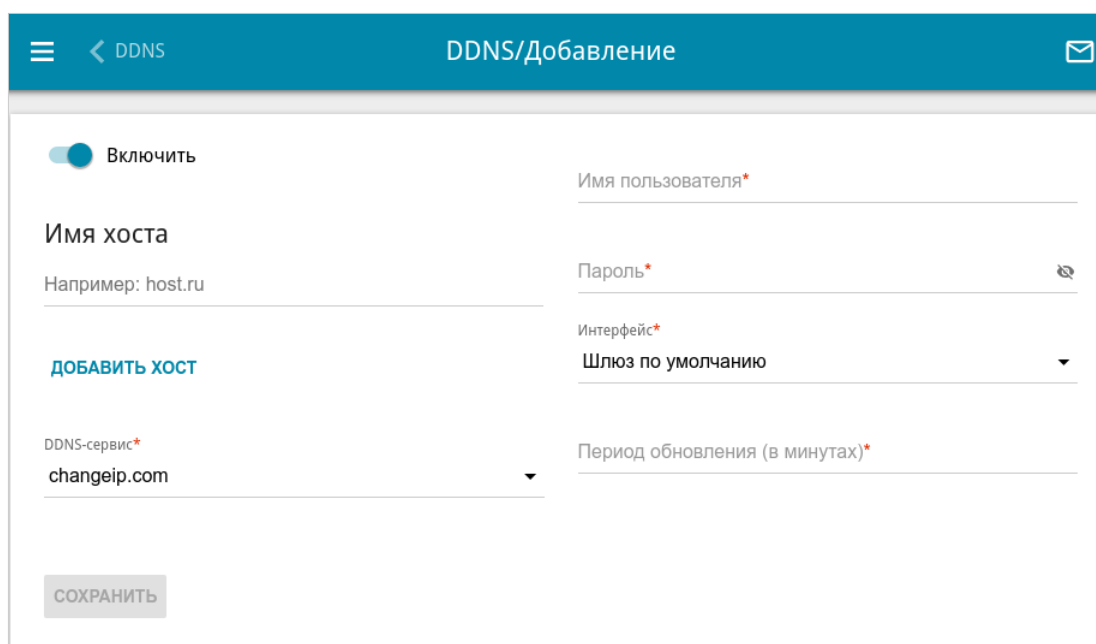 DDNS
DDNS/Добавление
Включить
Имя хоста
Например: host.ru
ДОБАВИТЬ ХОСТ
DDNS-сервис*
changeip.com
СОХРАНИТЬ
Имя пользователя*
Пароль*
Интерфейс*
Шлюз по умолчанию
Период обновления (в минутах)*